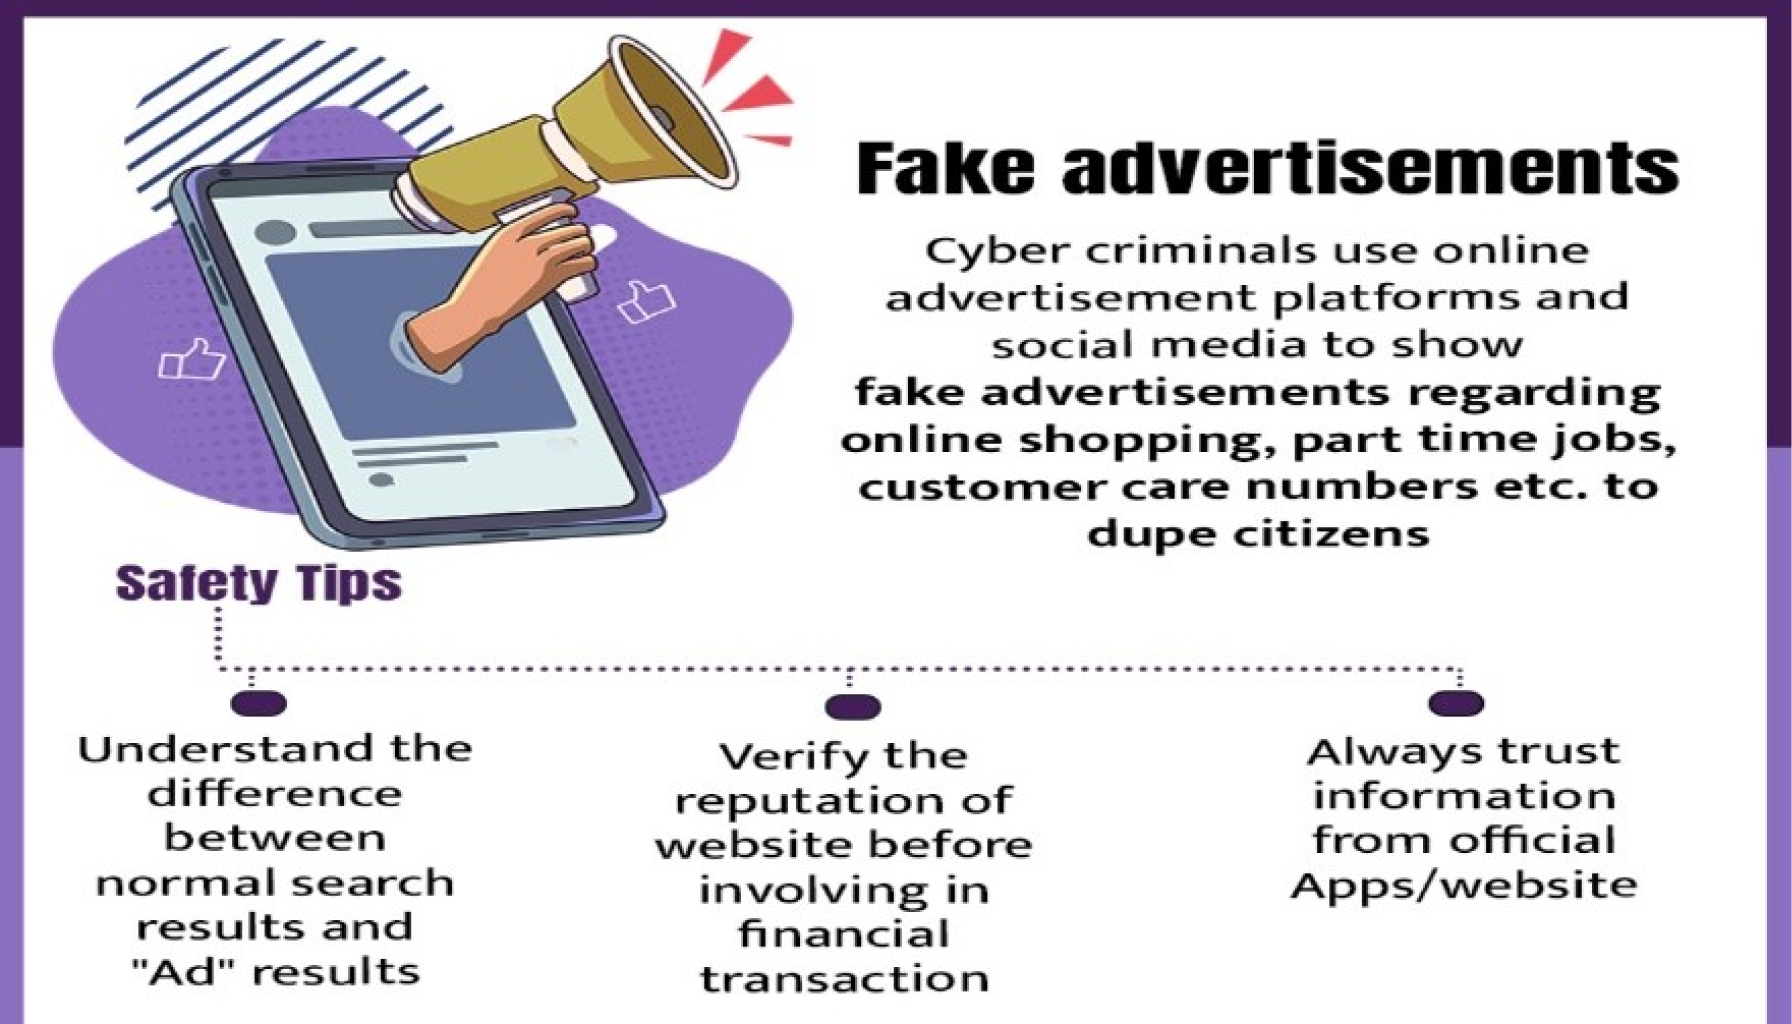 Fake advertisements
Cyber criminals use online
advertisement platforms and
social media to show
fake advertisements regarding
online shopping, part time jobs,
customer care numbers etc. to
dupe citizens
Safety Tips
Understand the
difference
between
normal search
results and
"Ad" results
Verify the
reputation of
website before
involving in
financial
transaction
Always trust
information
from official
Apps/website